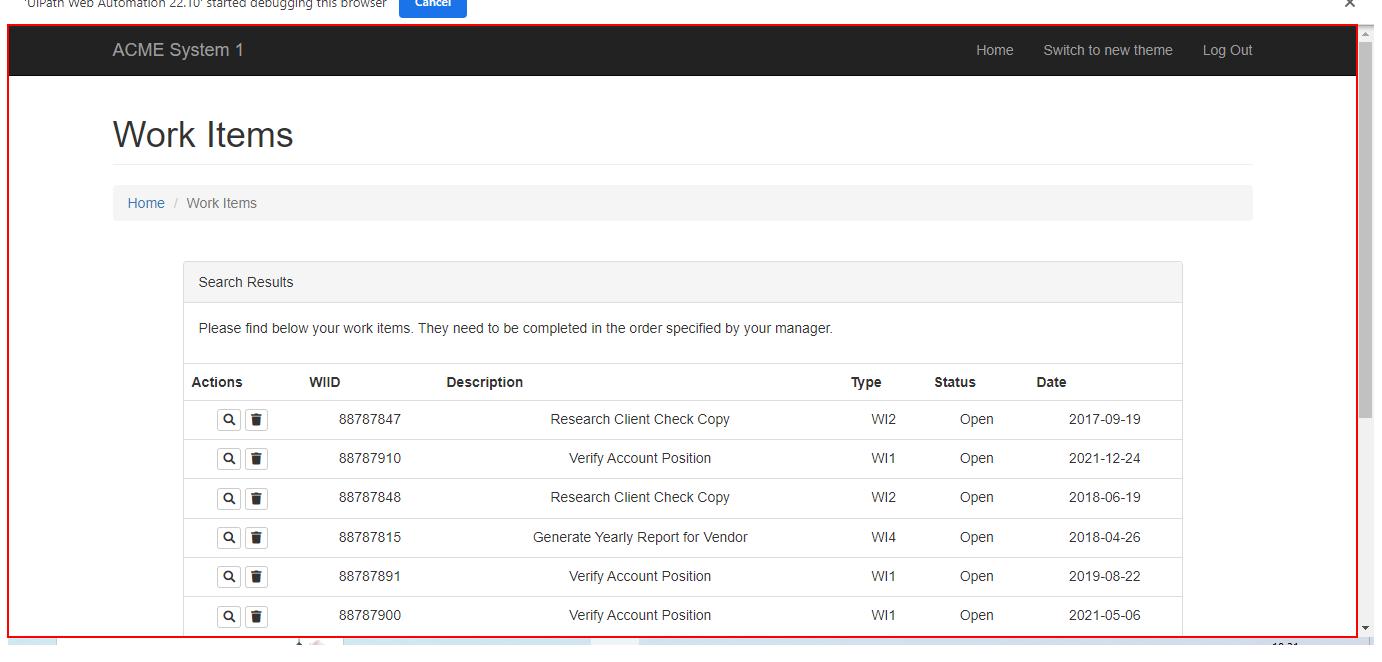 'UiPath Web Automation 22.10' started debugging this browser Cancel
ACME System 1 Home Switch to new theme Log Out
Work Items
Home / Work Items
Search Results
Please find below your work items. They need to be completed in the order specified by your manager.
Actions WIID Description Type Status Date
88787847 Research Client Check Copy WI2 Open 2017-09-19
88787910 Verify Account Position WI1 Open 2021-12-24
88787848 Research Client Check Copy WI2 Open 2018-06-19
88787815 Generate Yearly Report for Vendor WI4 Open 2018-04-26
88787891 Verify Account Position WI1 Open 2019-08-22
88787900 Verify Account Position WI1 Open 2021-05-06